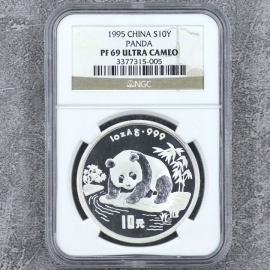 1995 CHINA S10Y
PANDA
PF 69 ULTRA CAMEO
3377315-005
NGC
1oz Ag .999
10元